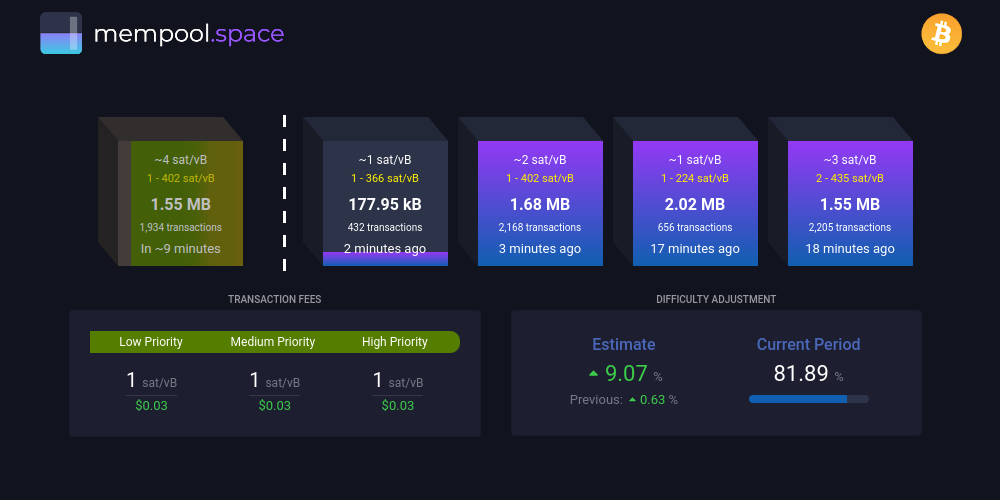 mempool.space
~4 sat/vB
1 - 402 sat/vB
1.55 MB
1,934 transactions
In ~9 minutes
~1 sat/vB
1 - 366 sat/vB
177.95 kB
432 transactions
2 minutes ago
~2 sat/vB
1 - 402 sat/vB
1.68 MB
2,168 transactions
3 minutes ago
~1 sat/vB
1 - 224 sat/vB
2.02 MB
656 transactions
17 minutes ago
~3 sat/vB
2 - 435 sat/vB
1.55 MB
2,205 transactions
18 minutes ago
TRANSACTION FEES
Low Priority Medium Priority High Priority
1 sat/vB 1 sat/vB 1 sat/vB
$0.03 $0.03 $0.03
DIFFICULTY ADJUSTMENT
Estimate Current Period
9.07 % 81.89 %
Previous: 0.63 %